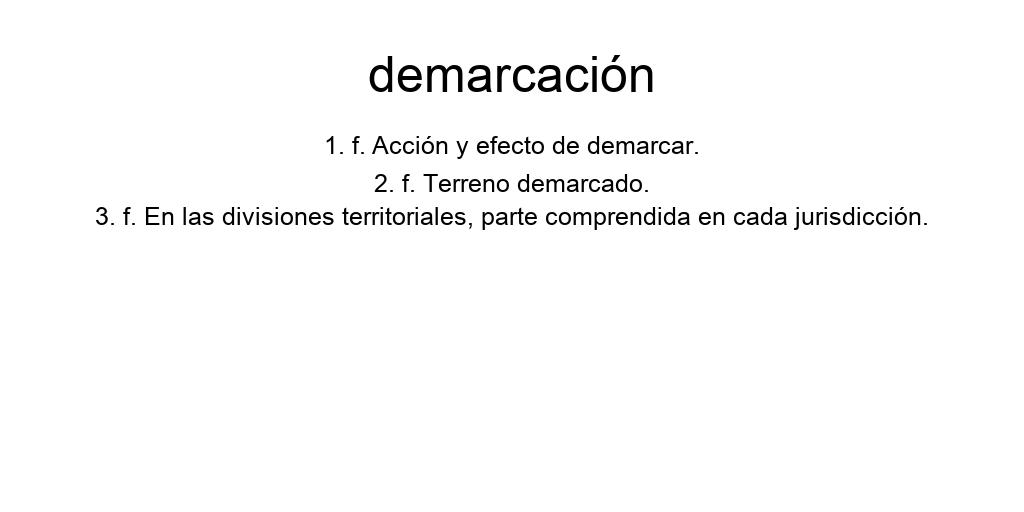 demarcación
1. f. Acción y efecto de demarcar.
2. f. Terreno demarcado.
3. f. En las divisiones territoriales, parte comprendida en cada jurisdicción.